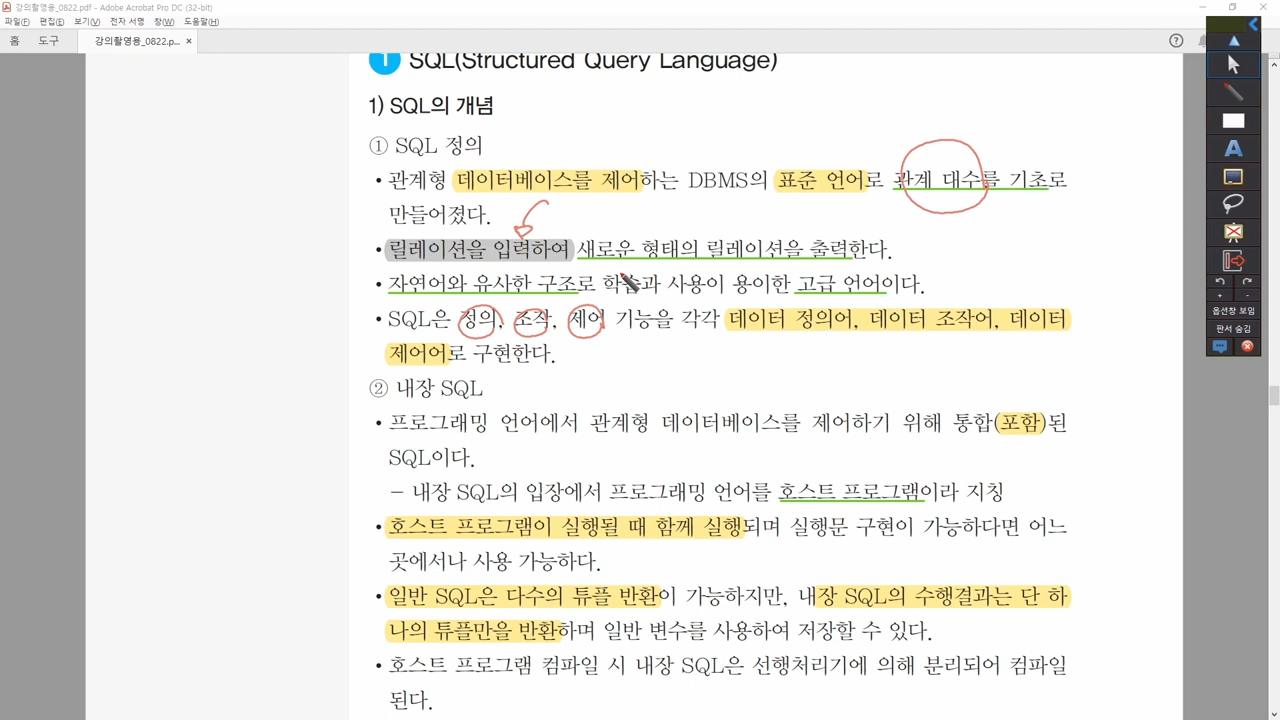 강의촬영용_0822.pdf - Adobe Acrobat Pro DC (32-bit)
파일(F) 편집(E) 보기(V) 전자 서명 창(W) 도움말(H)
홈 도구 강의촬영용_0822.p... ×
1 SQL(Structured Query Language)
1) SQL의 개념
① SQL 정의
• 관계형 데이터베이스를 제어하는 DBMS의 표준 언어로 관계 대수를 기초로
만들어졌다.
• 릴레이션을 입력하여 새로운 형태의 릴레이션을 출력한다.
• 자연어와 유사한 구조로 학습과 사용이 용이한 고급 언어이다.
• SQL은 정의, 조작, 제어 기능을 각각 데이터 정의어, 데이터 조작어, 데이터
제어어로 구현한다.
② 내장 SQL
• 프로그래밍 언어에서 관계형 데이터베이스를 제어하기 위해 통합(포함)된
SQL이다.
− 내장 SQL의 입장에서 프로그래밍 언어를 호스트 프로그램이라 지칭
• 호스트 프로그램이 실행될 때 함께 실행되며 실행문 구현이 가능하다면 어느
곳에서나 사용 가능하다.
• 일반 SQL은 다수의 튜플 반환이 가능하지만, 내장 SQL의 수행결과는 단 하
나의 튜플만을 반환하며 일반 변수를 사용하여 저장할 수 있다.
• 호스트 프로그램 컴파일 시 내장 SQL은 선행처리기에 의해 분리되어 컴파일
된다.
A
옵션창 보임
판서 숨김